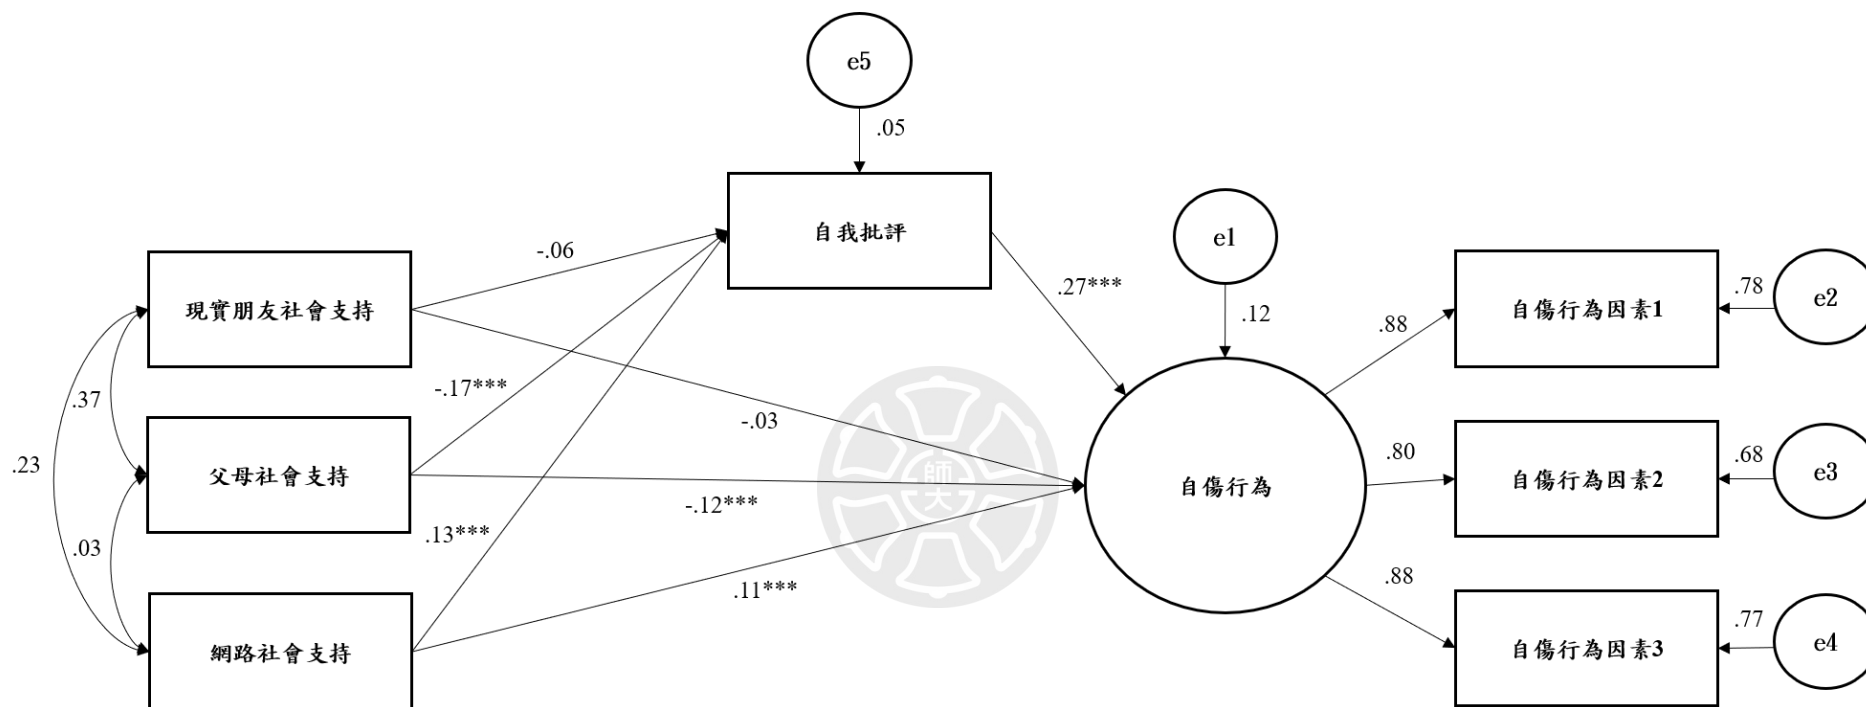 e5
.05
自我批評
-.06
.27***
e1
.12
現實朋友社會支持
-.17***
-.03
.37
.23
父母社會支持
-.12***
.13***
.03
.11***
網路社會支持
師大
自傷行為
.88
.80
.88
自傷行為因素1
.78
e2
自傷行為因素2
.68
e3
自傷行為因素3
.77
e4